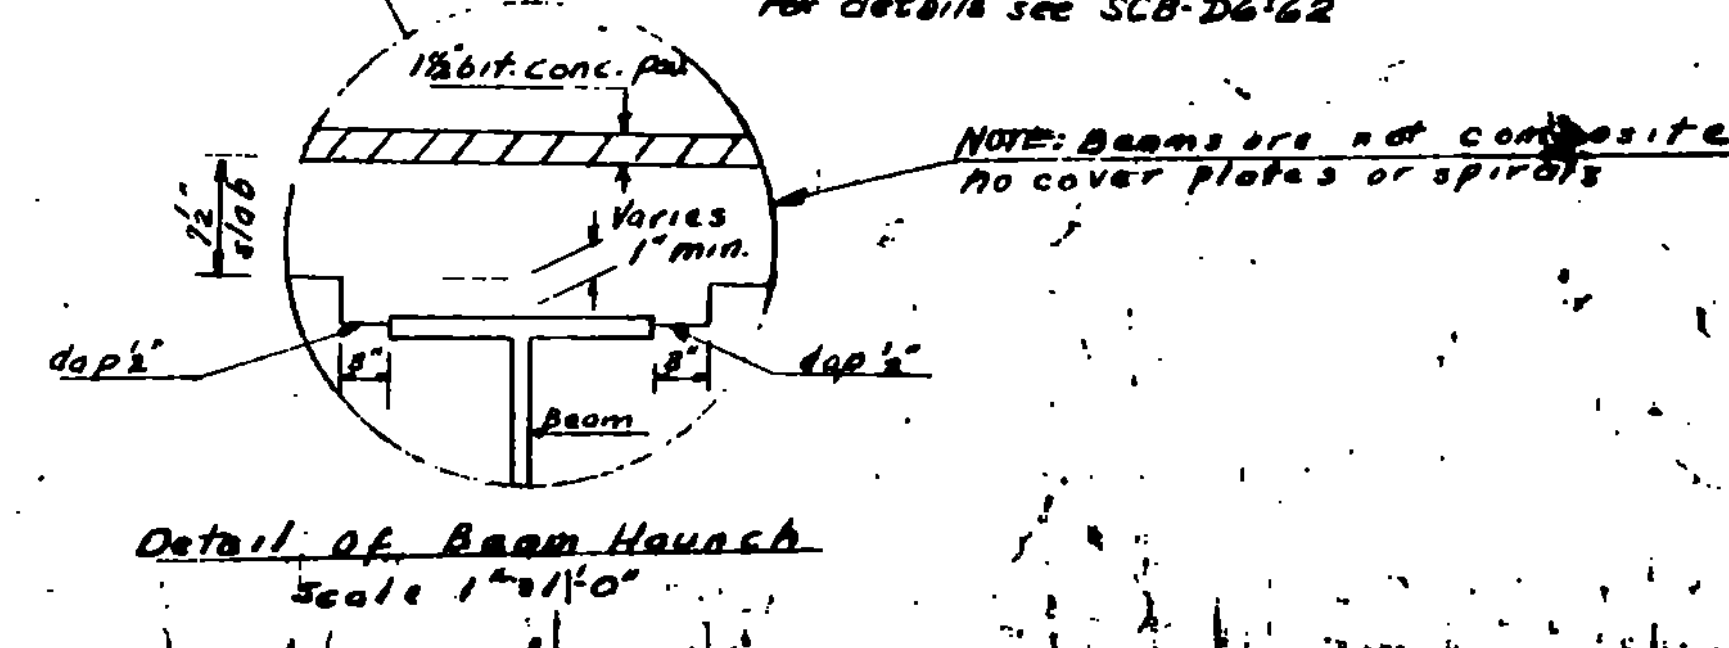 For details see SCB-D6-62
1½" bit. conc. pav.
NOTE: Beams are not composite
no cover plates or spirals
7½"
slab
Varies
1" min.
dap ½"
3"
3"
dap ½"
Beam
Detail Of Beam Haunch
Scale 1"=1'-0"